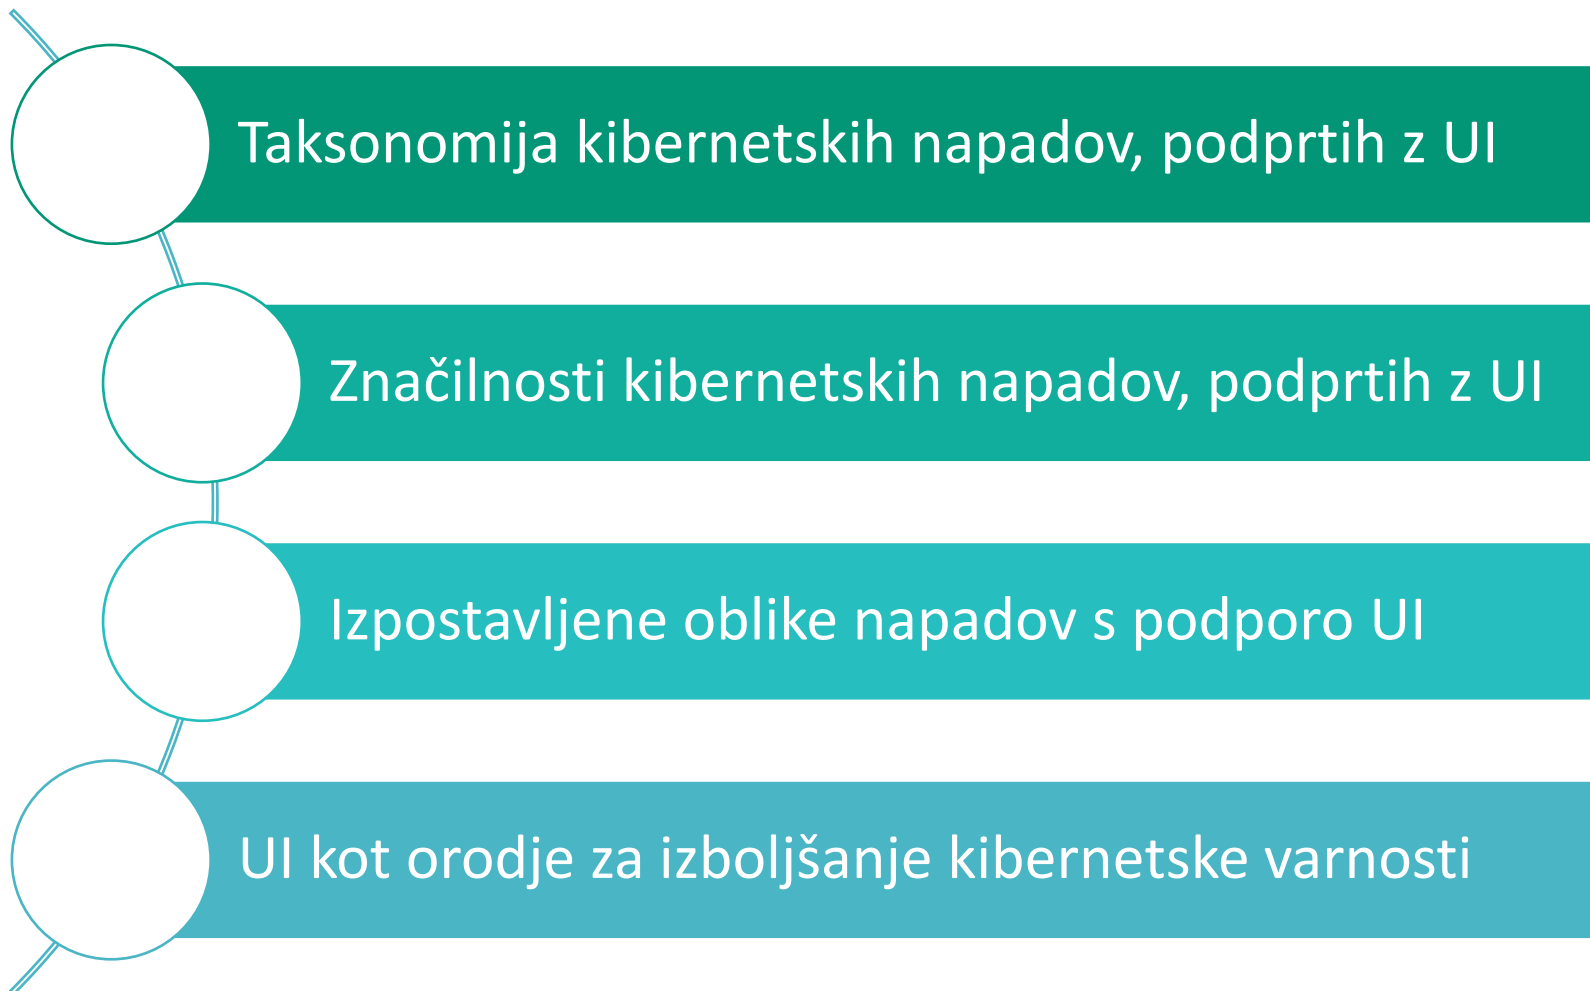 Taksonomija kibernetskih napadov, podprtih z UI
Značilnosti kibernetskih napadov, podprtih z UI
Izpostavljene oblike napadov s podporo UI
UI kot orodje za izboljšanje kibernetske varnosti